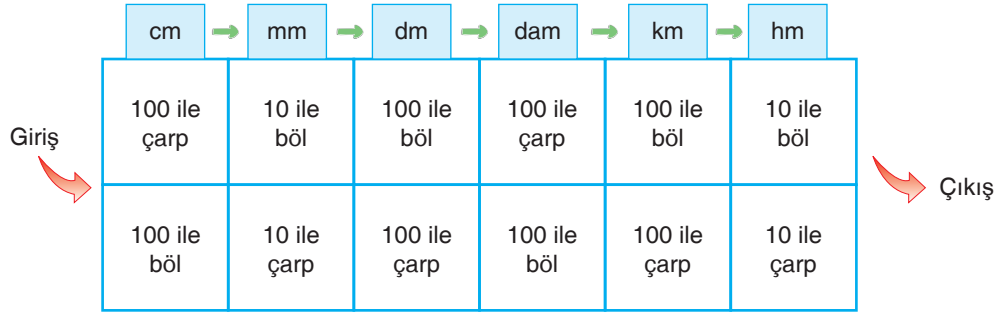 cm mm dm dam km hm
100 ile
çarp
10 ile
böl
100 ile
böl
100 ile
çarp
100 ile
böl
10 ile
böl
Giriş
Çıkış
100 ile
böl
10 ile
çarp
100 ile
çarp
100 ile
böl
100 ile
çarp
10 ile
çarp